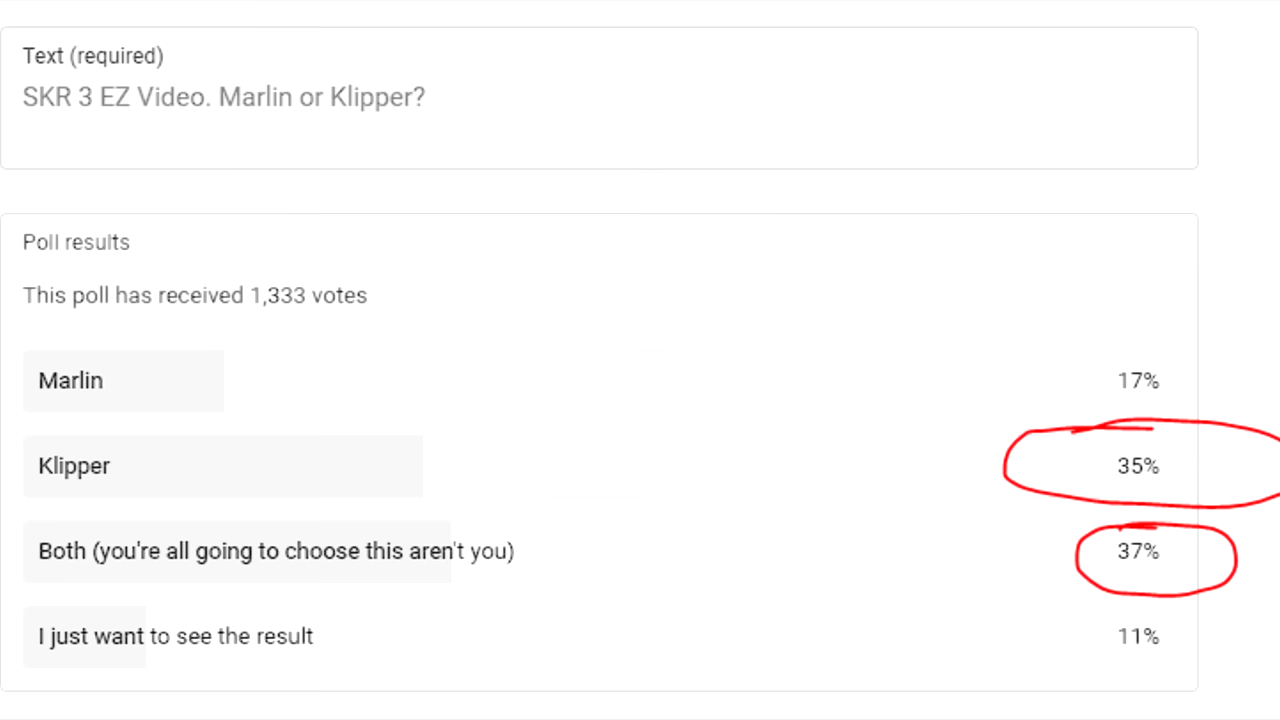 Text (required)
SKR 3 EZ Video. Marlin or Klipper?
Poll results
This poll has received 1,333 votes
Marlin 17%
Klipper 35%
Both (you're all going to choose this aren't you) 37%
I just want to see the result 11%